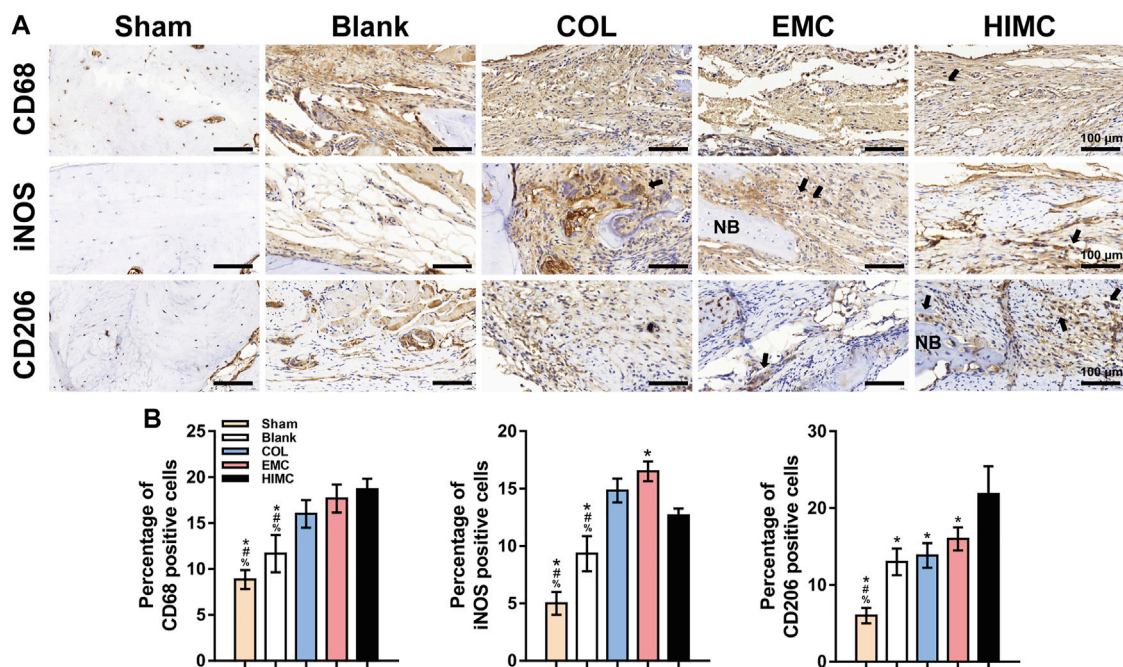 A
Sham Blank COL EMC HIMC
CD68
100 μm
iNOS
NB
100 μm
CD206
NB
100 μm
B
Percentage of
CD68 positive cells
25
20
15
10
5
0
Sham
Blank
COL
EMC
HIMC
*
#
%
*
#
%
Percentage of
iNOS positive cells
20
15
10
5
0
*
#
%
*
#
%
*
Percentage of
CD206 positive cells
30
20
10
0
*
#
%
*
*
*